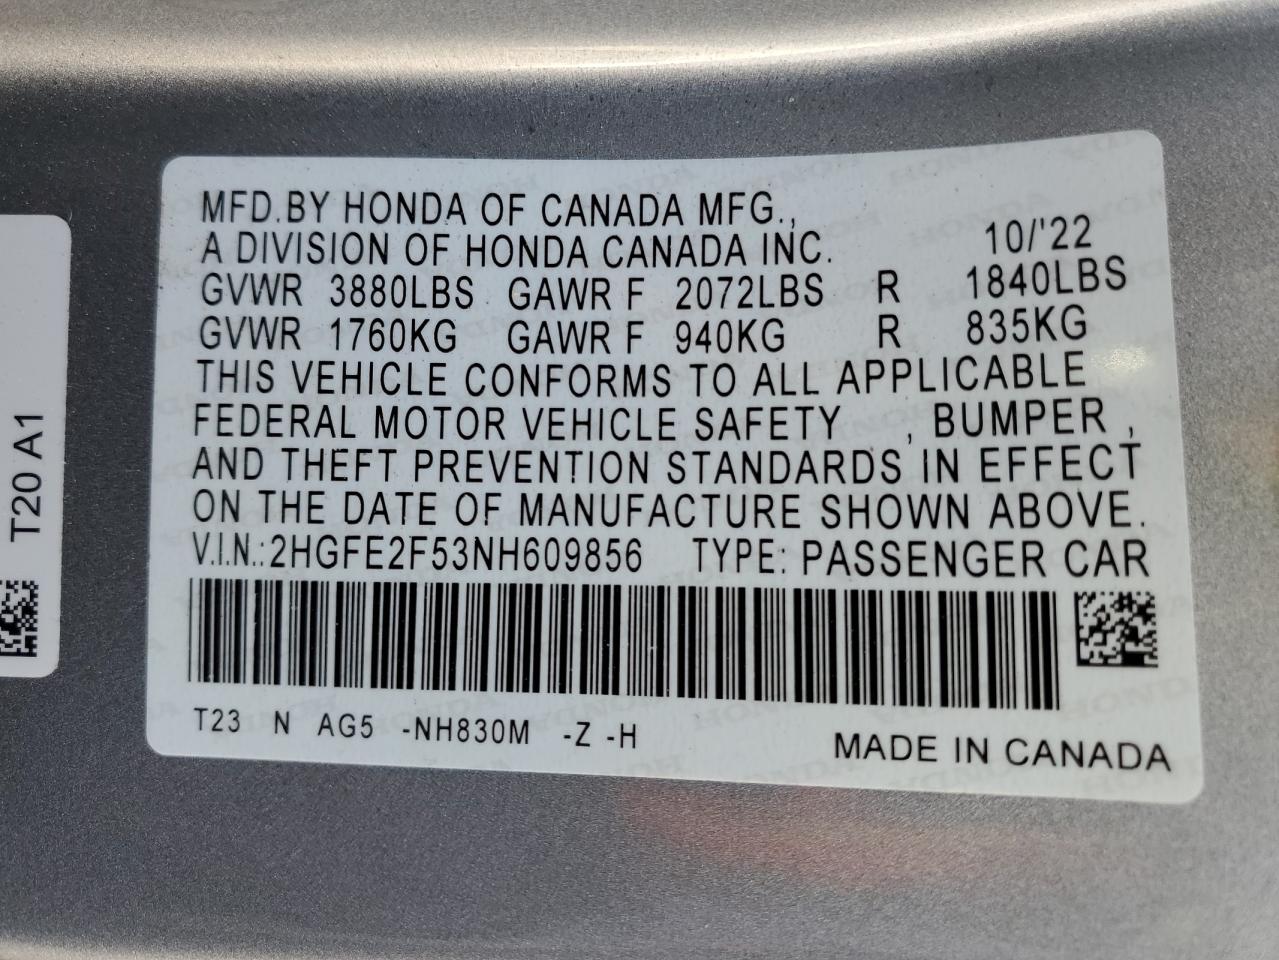 MFD.BY HONDA OF CANADA MFG.,
A DIVISION OF HONDA CANADA INC. 10/'22
GVWR 3880LBS GAWR F 2072LBS R 1840LBS
GVWR 1760KG GAWR F 940KG R 835KG
THIS VEHICLE CONFORMS TO ALL APPLICABLE
FEDERAL MOTOR VEHICLE SAFETY , BUMPER ,
AND THEFT PREVENTION STANDARDS IN EFFECT
ON THE DATE OF MANUFACTURE SHOWN ABOVE.
V.I.N.:2HGFE2F53NH609856 TYPE: PASSENGER CAR
T23 N AG5 -NH830M -Z -H
MADE IN CANADA
T20 A1